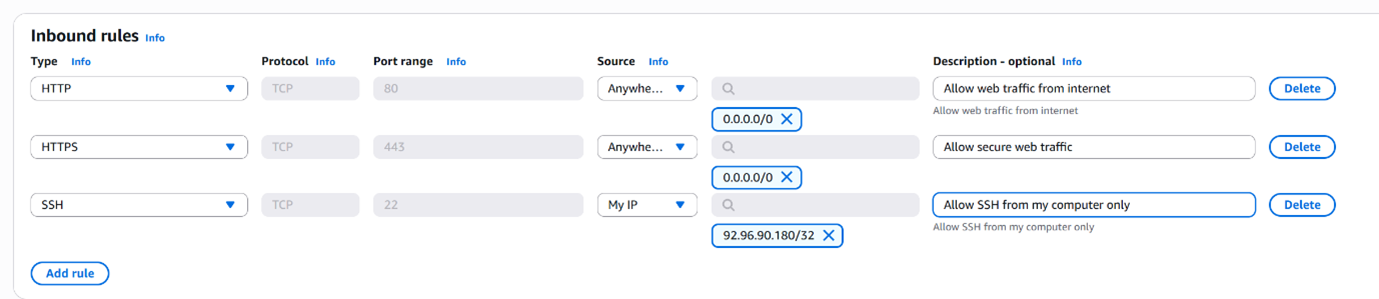 Inbound rules Info
Type Info Protocol Info Port range Info Source Info Description - optional Info
HTTP TCP 80 Anywhe... Allow web traffic from internet Delete
0.0.0.0/0 Allow web traffic from internet
HTTPS TCP 443 Anywhe... Allow secure web traffic Delete
0.0.0.0/0
SSH TCP 22 My IP Allow SSH from my computer only Delete
92.96.90.180/32 Allow SSH from my computer only
Add rule